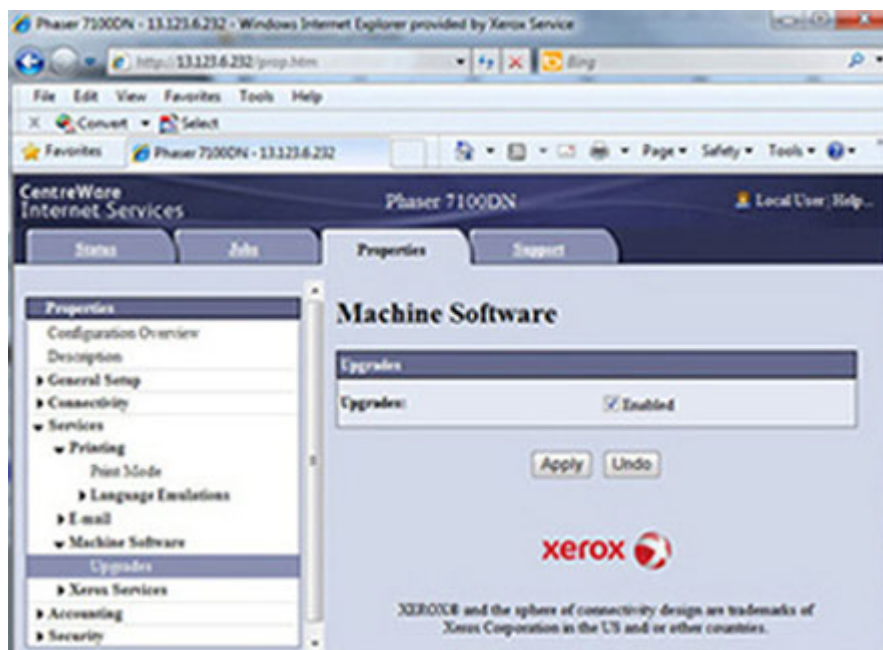 Phaser 7100DN - 13.123.6.232 - Windows Internet Explorer provided by Xerox Service
http://13.123.6.232/prop.htm
Bing
File Edit View Favorites Tools Help
X Convert Select
Favorites Phaser 7100DN - 13.123.6.232 Page Safety Tools
CentreWare
Internet Services
Phaser 7100DN
Local User Help...
Status Jobs Properties Support
Properties
Configuration Overview
Description
General Setup
Connectivity
Services
Printing
Print Mode
Language Emulations
E-mail
Machine Software
Upgrades
Xerox Services
Accounting
Security
Machine Software
Upgrades
Upgrades: Enabled
Apply Undo
xerox
XEROX® and the sphere of connectivity design are trademarks of
Xerox Corporation in the US and or other countries.